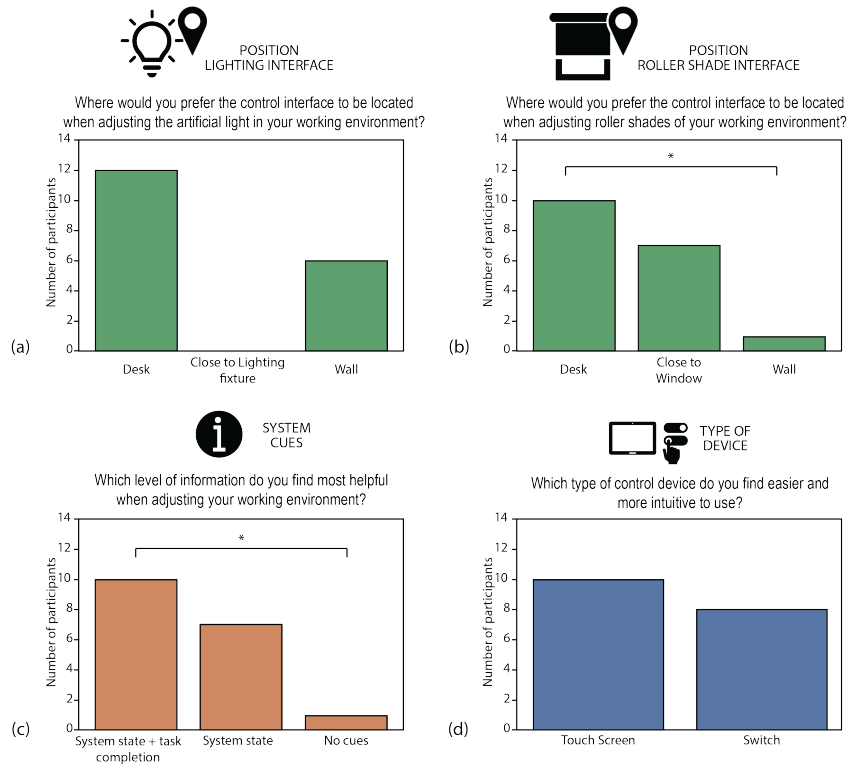 POSITION
LIGHTING INTERFACE
Where would you prefer the control interface to be located
when adjusting the artificial light in your working environment?
Number of participants
14
12
10
8
6
4
2
0
(a)
Desk
Close to Lighting
fixture
Wall
POSITION
ROLLER SHADE INTERFACE
Where would you prefer the control interface to be located
when adjusting roller shades of your working environment?
Number of participants
14
12
10
8
6
4
2
0
*
(b)
Desk
Close to
Window
Wall
SYSTEM
CUES
Which level of information do you find most helpful
when adjusting your working environment?
Number of participants
14
12
10
8
6
4
2
0
*
(c)
System state + task
completion
System state
No cues
TYPE OF
DEVICE
Which type of control device do you find easier and
more intuitive to use?
Number of participants
14
12
10
8
6
4
2
0
(d)
Touch Screen
Switch